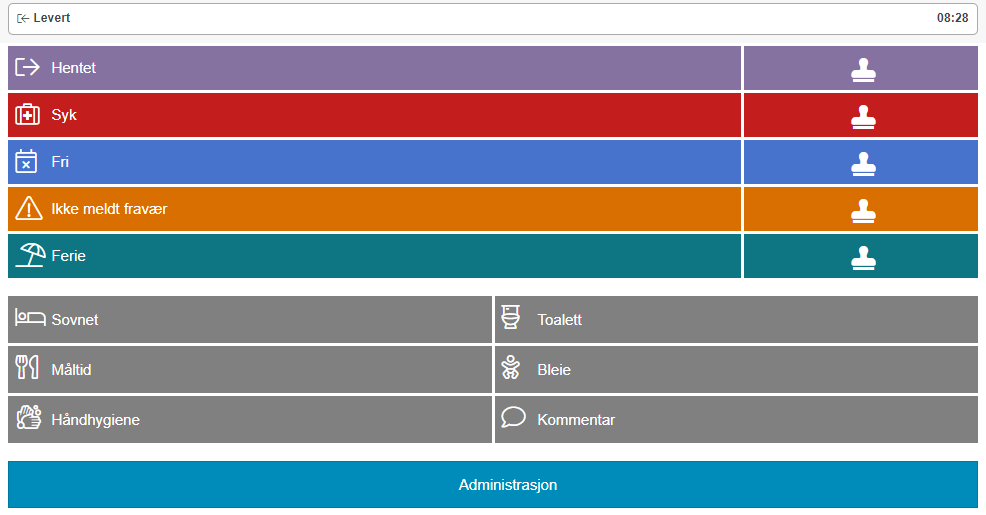 Levert 08:28
Hentet
Syk
Fri
Ikke meldt fravær
Ferie
Sovnet Toalett
Måltid Bleie
Håndhygiene Kommentar
Administrasjon